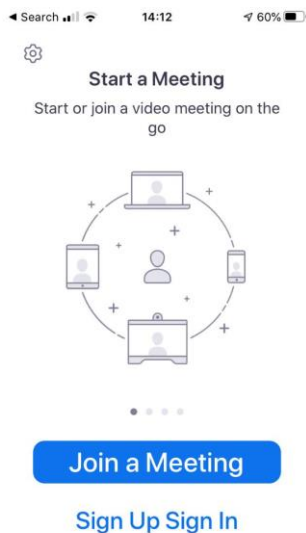 Search 14:12 60%
Start a Meeting
Start or join a video meeting on the
go
Join a Meeting
Sign Up Sign In